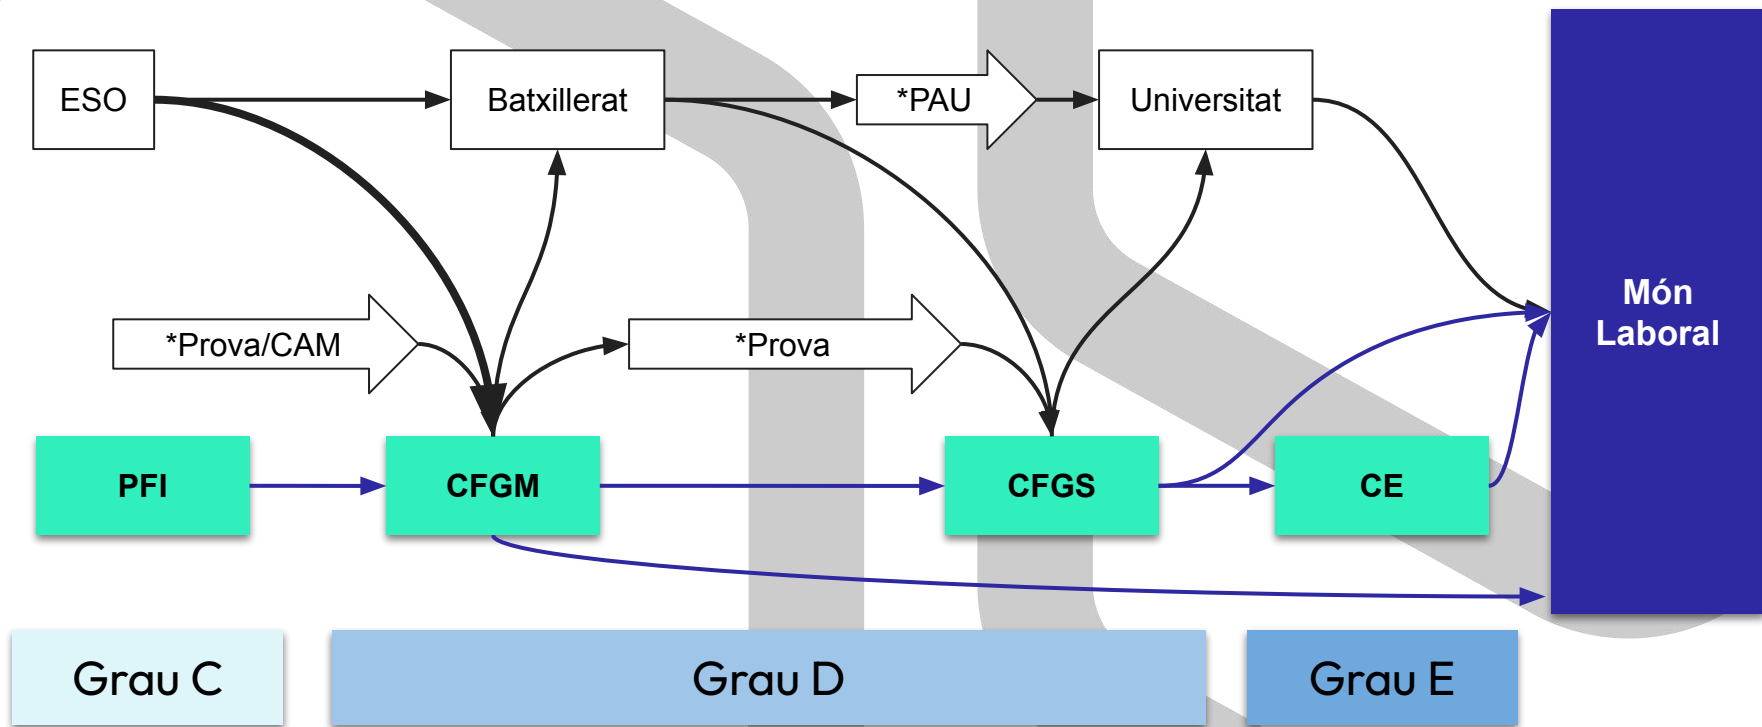 ESO
Batxillerat
*PAU
Universitat
Món
Laboral
*Prova/CAM
*Prova
PFI
CFGM
CFGS
CE
Grau C
Grau D
Grau E